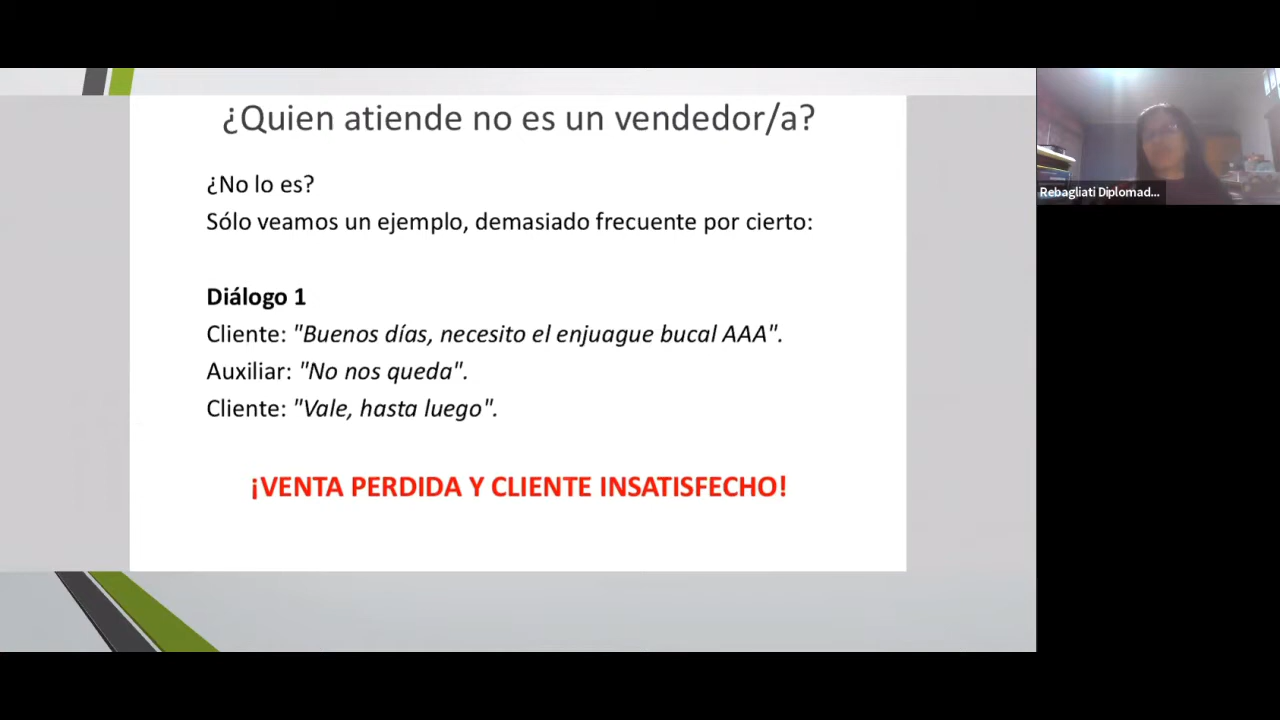 ¿Quien atiende no es un vendedor/a?
¿No lo es?
Sólo veamos un ejemplo, demasiado frecuente por cierto:
Diálogo 1
Cliente: "Buenos días, necesito el enjuague bucal AAA".
Auxiliar: "No nos queda".
Cliente: "Vale, hasta luego".
¡VENTA PERDIDA Y CLIENTE INSATISFECHO!
Rebagliati Diplomad...